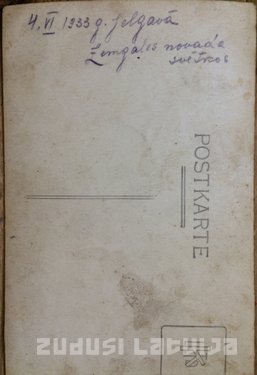 4. VI 1933 g. Jelgavā
Zemgales novada
svētkos
POSTKARTE
ZUDUSI LATVIJA